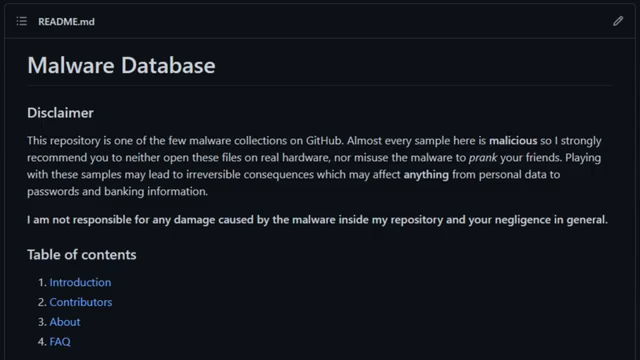 README.md
Malware Database
Disclaimer
This repository is one of the few malware collections on GitHub. Almost every sample here is malicious so I strongly
recommend you to neither open these files on real hardware, nor misuse the malware to prank your friends. Playing
with these samples may lead to irreversible consequences which may affect anything from personal data to
passwords and banking information.
I am not responsible for any damage caused by the malware inside my repository and your negligence in general.
Table of contents
1. Introduction
2. Contributors
3. About
4. FAQ